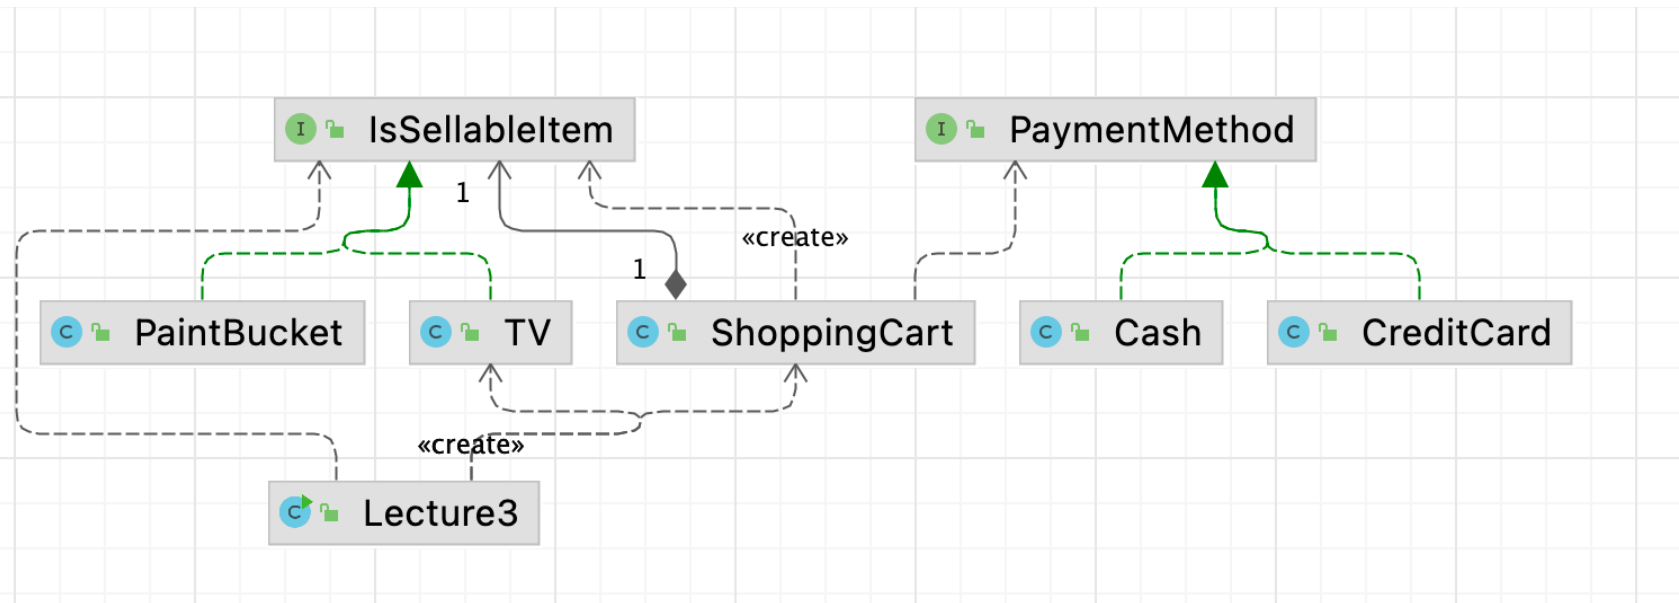 I IsSellableItem
I PaymentMethod
1
«create»
1
C PaintBucket
C TV
C ShoppingCart
C Cash
C CreditCard
«create»
C Lecture3